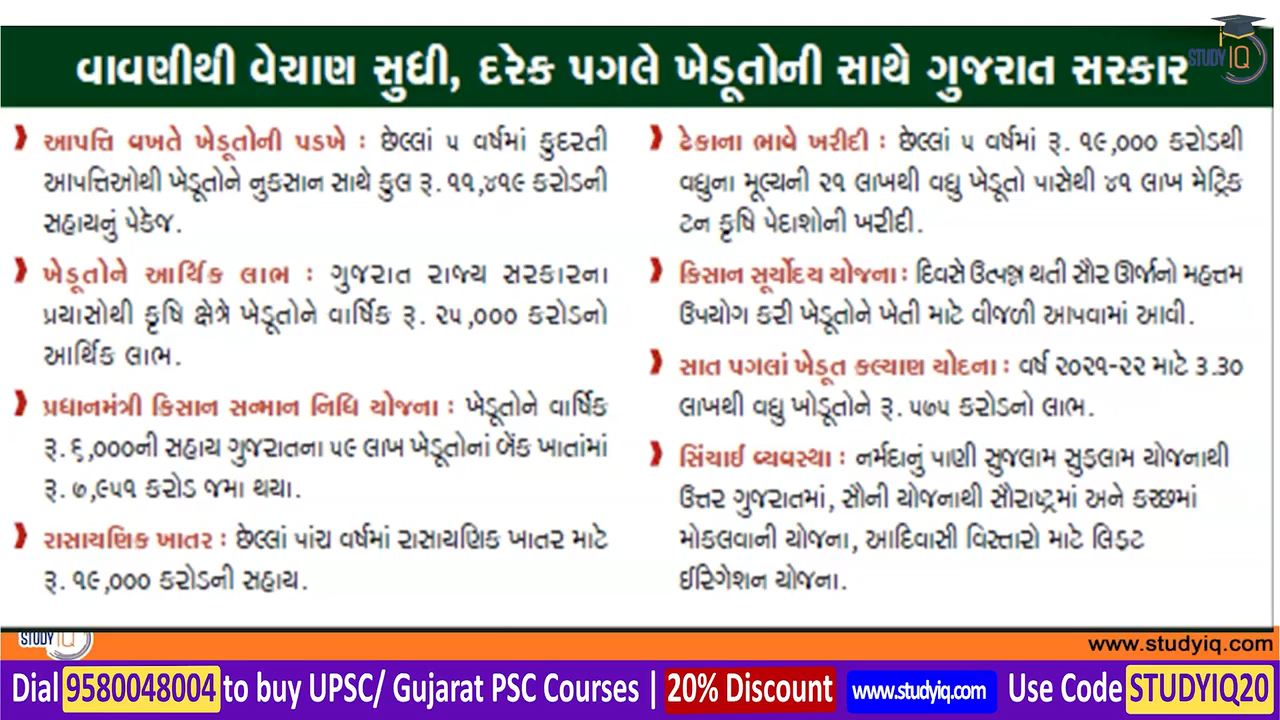 વાવણીથી વેચાણ સુધી, દરેક પગલે ખેડૂતોની સાથે ગુજરાત સરકાર
STUDY IQ
આપત્તિ વખતે ખેડૂતોની પડખે : છેલ્લાં ૫ વર્ષમાં કુદરતી
આપત્તિઓથી ખેડૂતોને નુકસાન સાથે કુલ રૂ. ૧૧,૪૧૯ કરોડની
સહાયનું પેકેજ.
ખેડૂતોને આર્થિક લાભ : ગુજરાત રાજ્ય સરકારના
પ્રયાસોથી કૃષિ ક્ષેત્રે ખેડૂતોને વાર્ષિક રૂ. ૨૫,૦૦૦ કરોડનો
આર્થિક લાભ.
પ્રધાનમંત્રી કિસાન સન્માન નિધિ યોજના : ખેડૂતોને વાર્ષિક
રૂ. ૬,૦૦૦ની સહાય ગુજરાતના ૫૯ લાખ ખેડૂતોનાં બેંક ખાતાંમાં
રૂ. ૭,૯૫૧ કરોડ જમા થયા.
રાસાયણિક ખાતર : છેલ્લાં પાંચ વર્ષમાં રાસાયણિક ખાતર માટે
રૂ. ૧૯,૦૦૦ કરોડની સહાય.
ટેકાના ભાવે ખરીદી : છેલ્લાં ૫ વર્ષમાં રૂ. ૧૯,૦૦૦ કરોડથી
વધુના મૂલ્યની ૨૧ લાખથી વધુ ખેડૂતો પાસેથી ૪૧ લાખ મેટ્રિક
ટન કૃષિ પેદાશોની ખરીદી.
કિસાન સૂર્યોદય યોજના : દિવસે ઉત્પન્ન થતી સૌર ઊર્જાનો મહત્તમ
ઉપયોગ કરી ખેડૂતોને ખેતી માટે વીજળી આપવામાં આવી.
સાત પગલાં ખેડૂત કલ્યાણ યોદના : વર્ષ ૨૦૨૧-૨૨ માટે ૩.૩૦
લાખથી વધુ ખોડૂતોને રૂ. ૫૭૫ કરોડનો લાભ.
સિંચાઈ વ્યવસ્થા : નર્મદાનું પાણી સુજલામ સુફલામ યોજનાથી
ઉત્તર ગુજરાતમાં, સૌની યોજનાથી સૌરાષ્ટ્રમાં અને કચ્છમાં
મોકલવાની યોજના, આદિવાસી વિસ્તારો માટે લિફ્ટ
ઈરિગેશન યોજના.
STUDY IQ
www.studyiq.com
Dial 9580048004 to buy UPSC/ Gujarat PSC Courses | 20% Discount www.studyiq.com Use Code STUDYIQ20